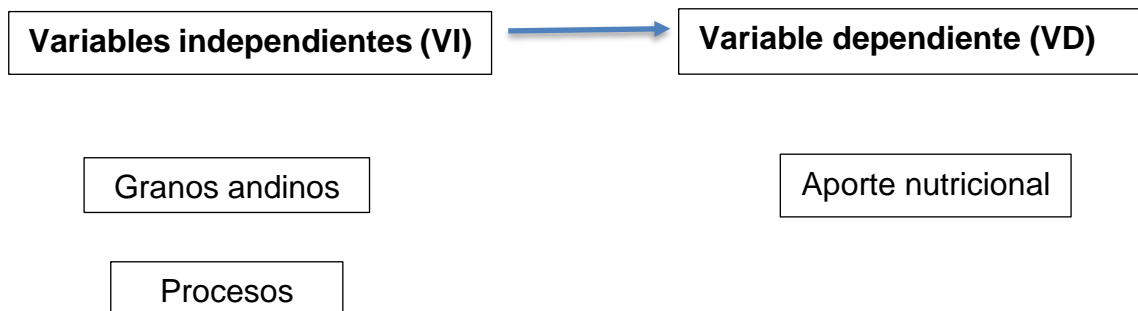 Variables independientes (VI)
Variable dependiente (VD)
Granos andinos
Aporte nutricional
Procesos